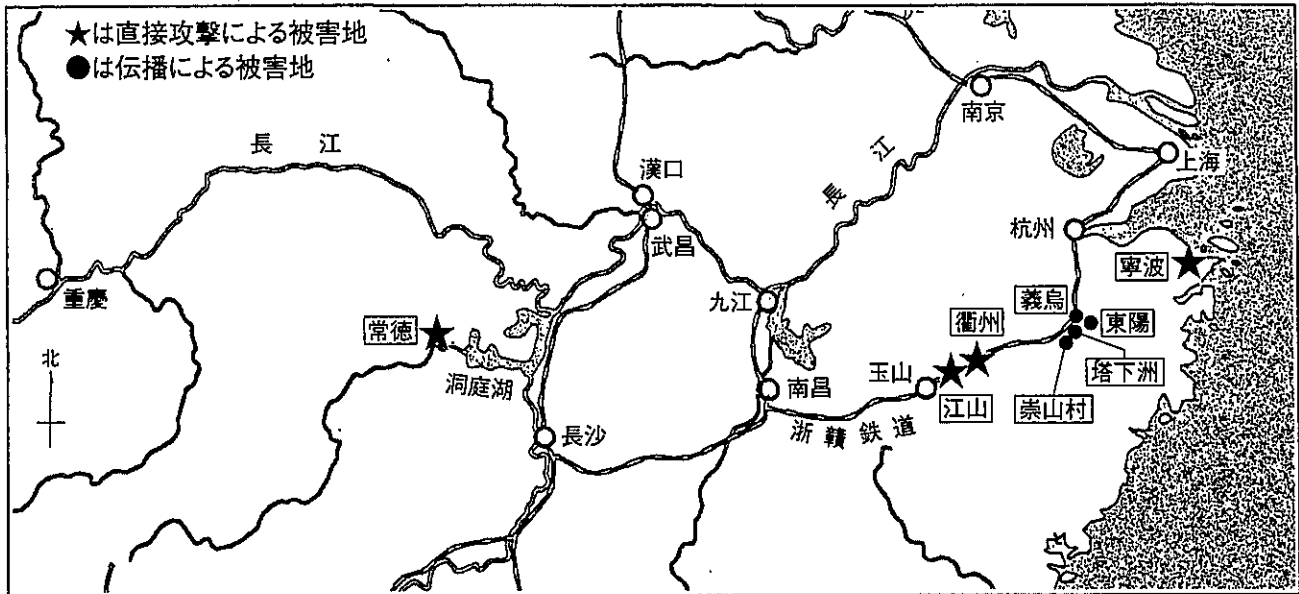 ★は直接攻撃による被害地
●は伝播による被害地
南京
長江
長江
上海
漢口
武昌
杭州
寧波
重慶
九江
義烏
東陽
常徳
衢州
北
塔下洲
洞庭湖
玉山
南昌
江山
崇山村
長沙
浙贛鉄道